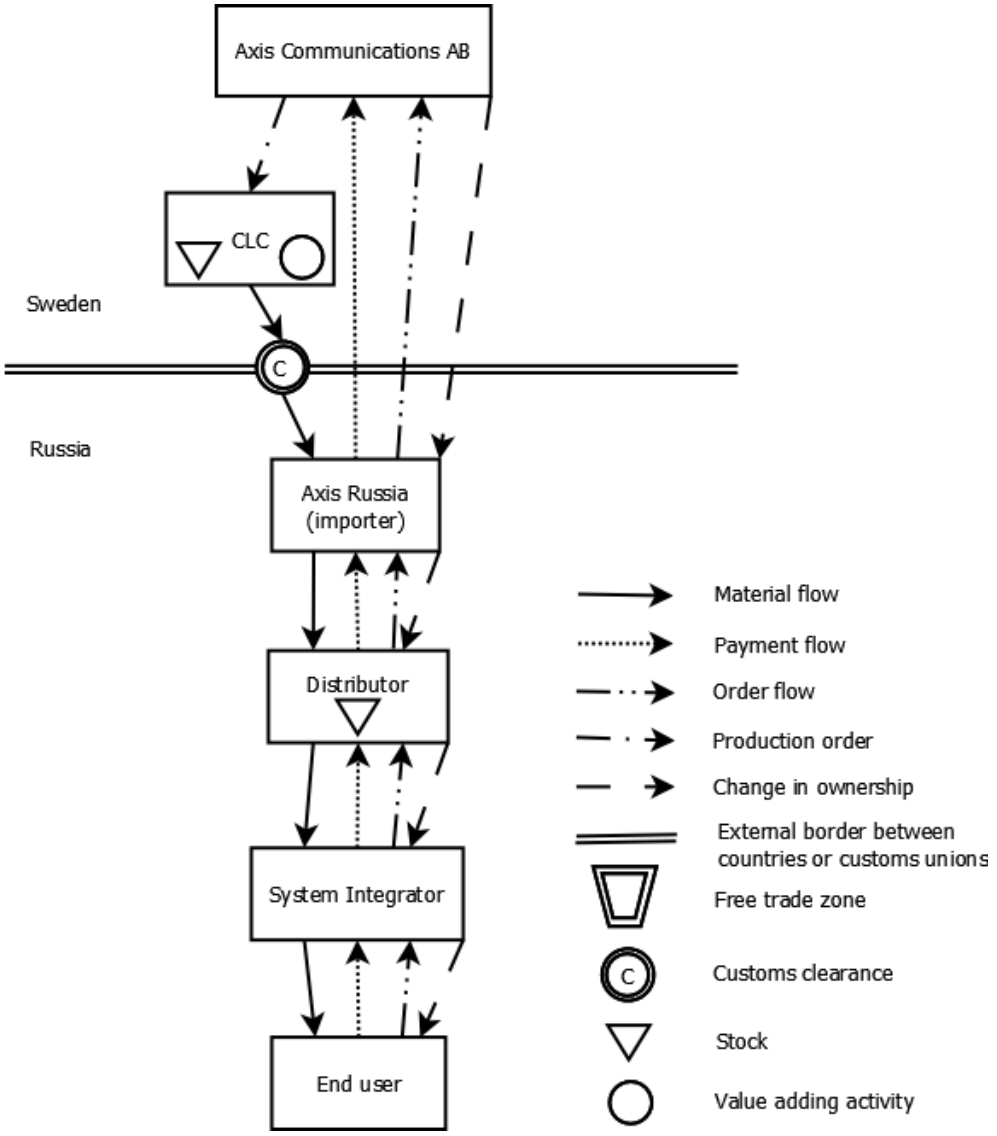 Axis Communications AB
CLC
Sweden
C
Russia
Axis Russia
(importer)
Distributor
System Integrator
End user
Material flow
Payment flow
Order flow
Production order
Change in ownership
External border between
countries or customs unions
Free trade zone
C
Customs clearance
Stock
Value adding activity